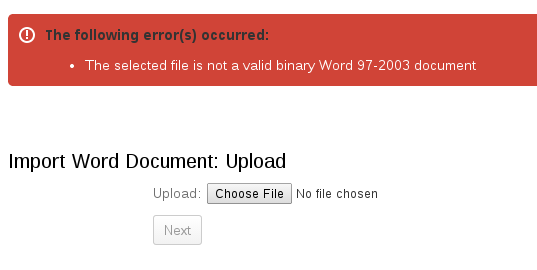 The following error(s) occurred:
• The selected file is not a valid binary Word 97-2003 document
Import Word Document: Upload
Upload: Choose File No file chosen
Next